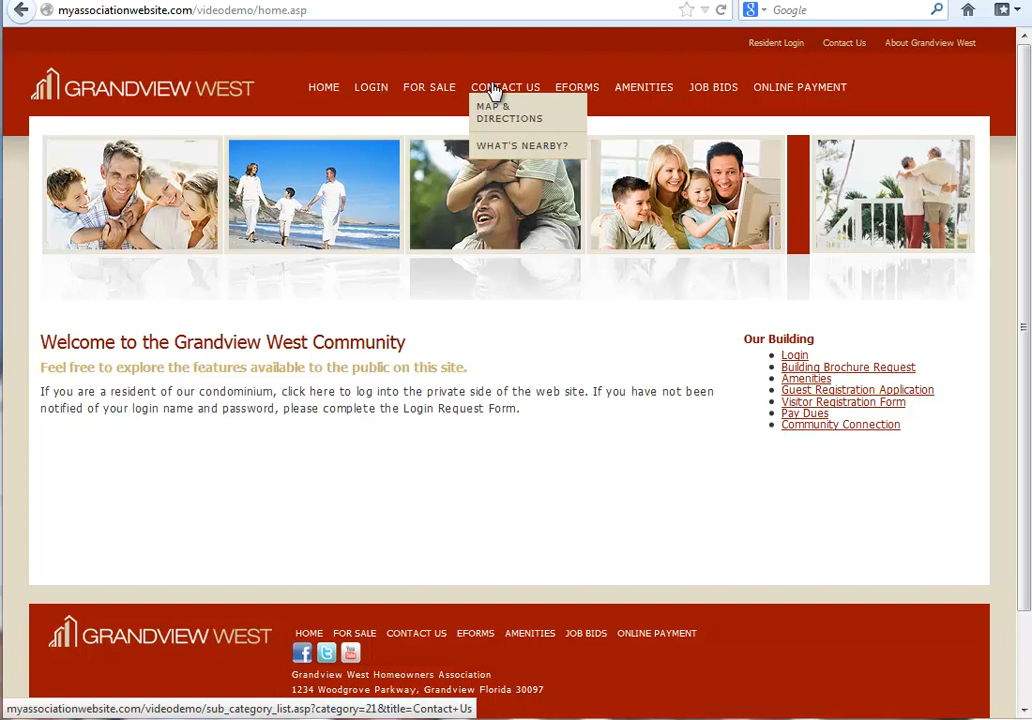 myassociationwebsite.com/videodemo/home.asp
Google
Resident Login Contact Us About Grandview West
GRANDVIEW WEST
HOME LOGIN FOR SALE CONTACT US EFORMS AMENITIES JOB BIDS ONLINE PAYMENT
MAP &
DIRECTIONS
WHAT'S NEARBY?
Welcome to the Grandview West Community
Feel free to explore the features available to the public on this site.
If you are a resident of our condominium, click here to log into the private side of the web site. If you have not been
notified of your login name and password, please complete the Login Request Form.
Our Building
Login
Building Brochure Request
Amenities
Guest Registration Application
Visitor Registration Form
Pay Dues
Community Connection
GRANDVIEW WEST
HOME FOR SALE CONTACT US EFORMS AMENITIES JOB BIDS ONLINE PAYMENT
Grandview West Homeowners Association
1234 Woodgrove Parkway, Grandview Florida 30097
myassociationwebsite.com/videodemo/sub_category_list.asp?category=21&title=Contact+Us